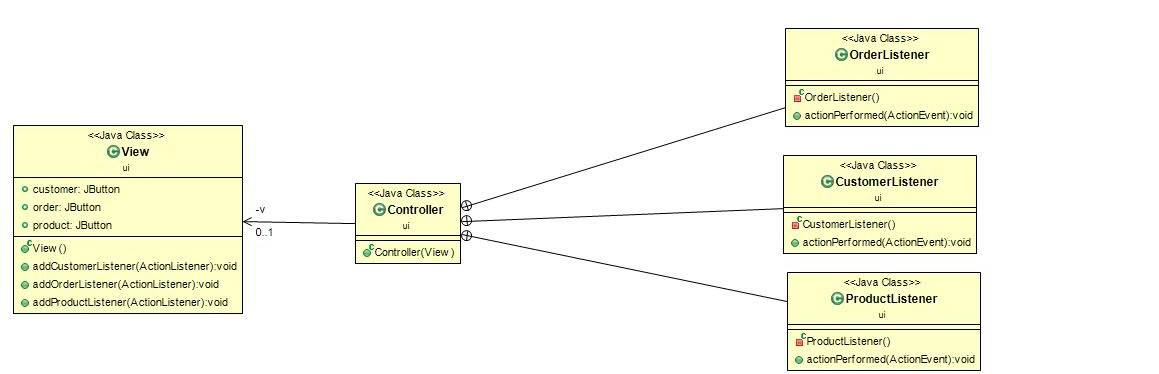 <<Java Class>>
View
ui
customer: JButton
order: JButton
product: JButton
View ()
addCustomerListener(ActionListener):void
addOrderListener(ActionListener):void
addProductListener(ActionListener):void
-v
0..1
<<Java Class>>
Controller
ui
Controller(View )
<<Java Class>>
OrderListener
ui
OrderListener()
actionPerformed(ActionEvent):void
<<Java Class>>
CustomerListener
ui
CustomerListener()
actionPerformed(ActionEvent):void
<<Java Class>>
ProductListener
ui
ProductListener()
actionPerformed(ActionEvent):void